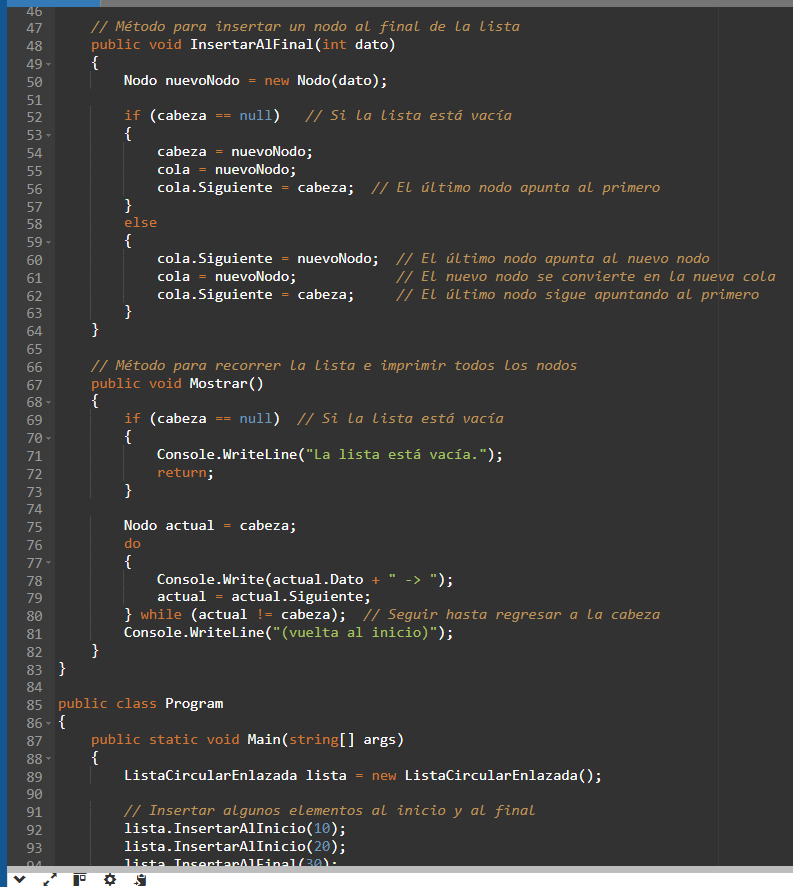 46
47 // Método para insertar un nodo al final de la lista
48 public void InsertarAlFinal(int dato)
49 {
50 Nodo nuevoNodo = new Nodo(dato);
51
52 if (cabeza == null) // Si la lista está vacía
53 {
54 cabeza = nuevoNodo;
55 cola = nuevoNodo;
56 cola.Siguiente = cabeza; // El último nodo apunta al primero
57 }
58 else
59 {
60 cola.Siguiente = nuevoNodo; // El último nodo apunta al nuevo nodo
61 cola = nuevoNodo; // El nuevo nodo se convierte en la nueva cola
62 cola.Siguiente = cabeza; // El último nodo sigue apuntando al primero
63 }
64 }
65
66 // Método para recorrer la lista e imprimir todos los nodos
67 public void Mostrar()
68 {
69 if (cabeza == null) // Si la lista está vacía
70 {
71 Console.WriteLine("La lista está vacía.");
72 return;
73 }
74
75 Nodo actual = cabeza;
76 do
77 {
78 Console.Write(actual.Dato + " -> ");
79 actual = actual.Siguiente;
80 } while (actual != cabeza); // Seguir hasta regresar a la cabeza
81 Console.WriteLine("(vuelta al inicio)");
82 }
83 }
84
85 public class Program
86 {
87 public static void Main(string[] args)
88 {
89 ListaCircularEnlazada lista = new ListaCircularEnlazada();
90
91 // Insertar algunos elementos al inicio y al final
92 lista.InsertarAlInicio(10);
93 lista.InsertarAlInicio(20);
94 lista.InsertarAlFinal(30);